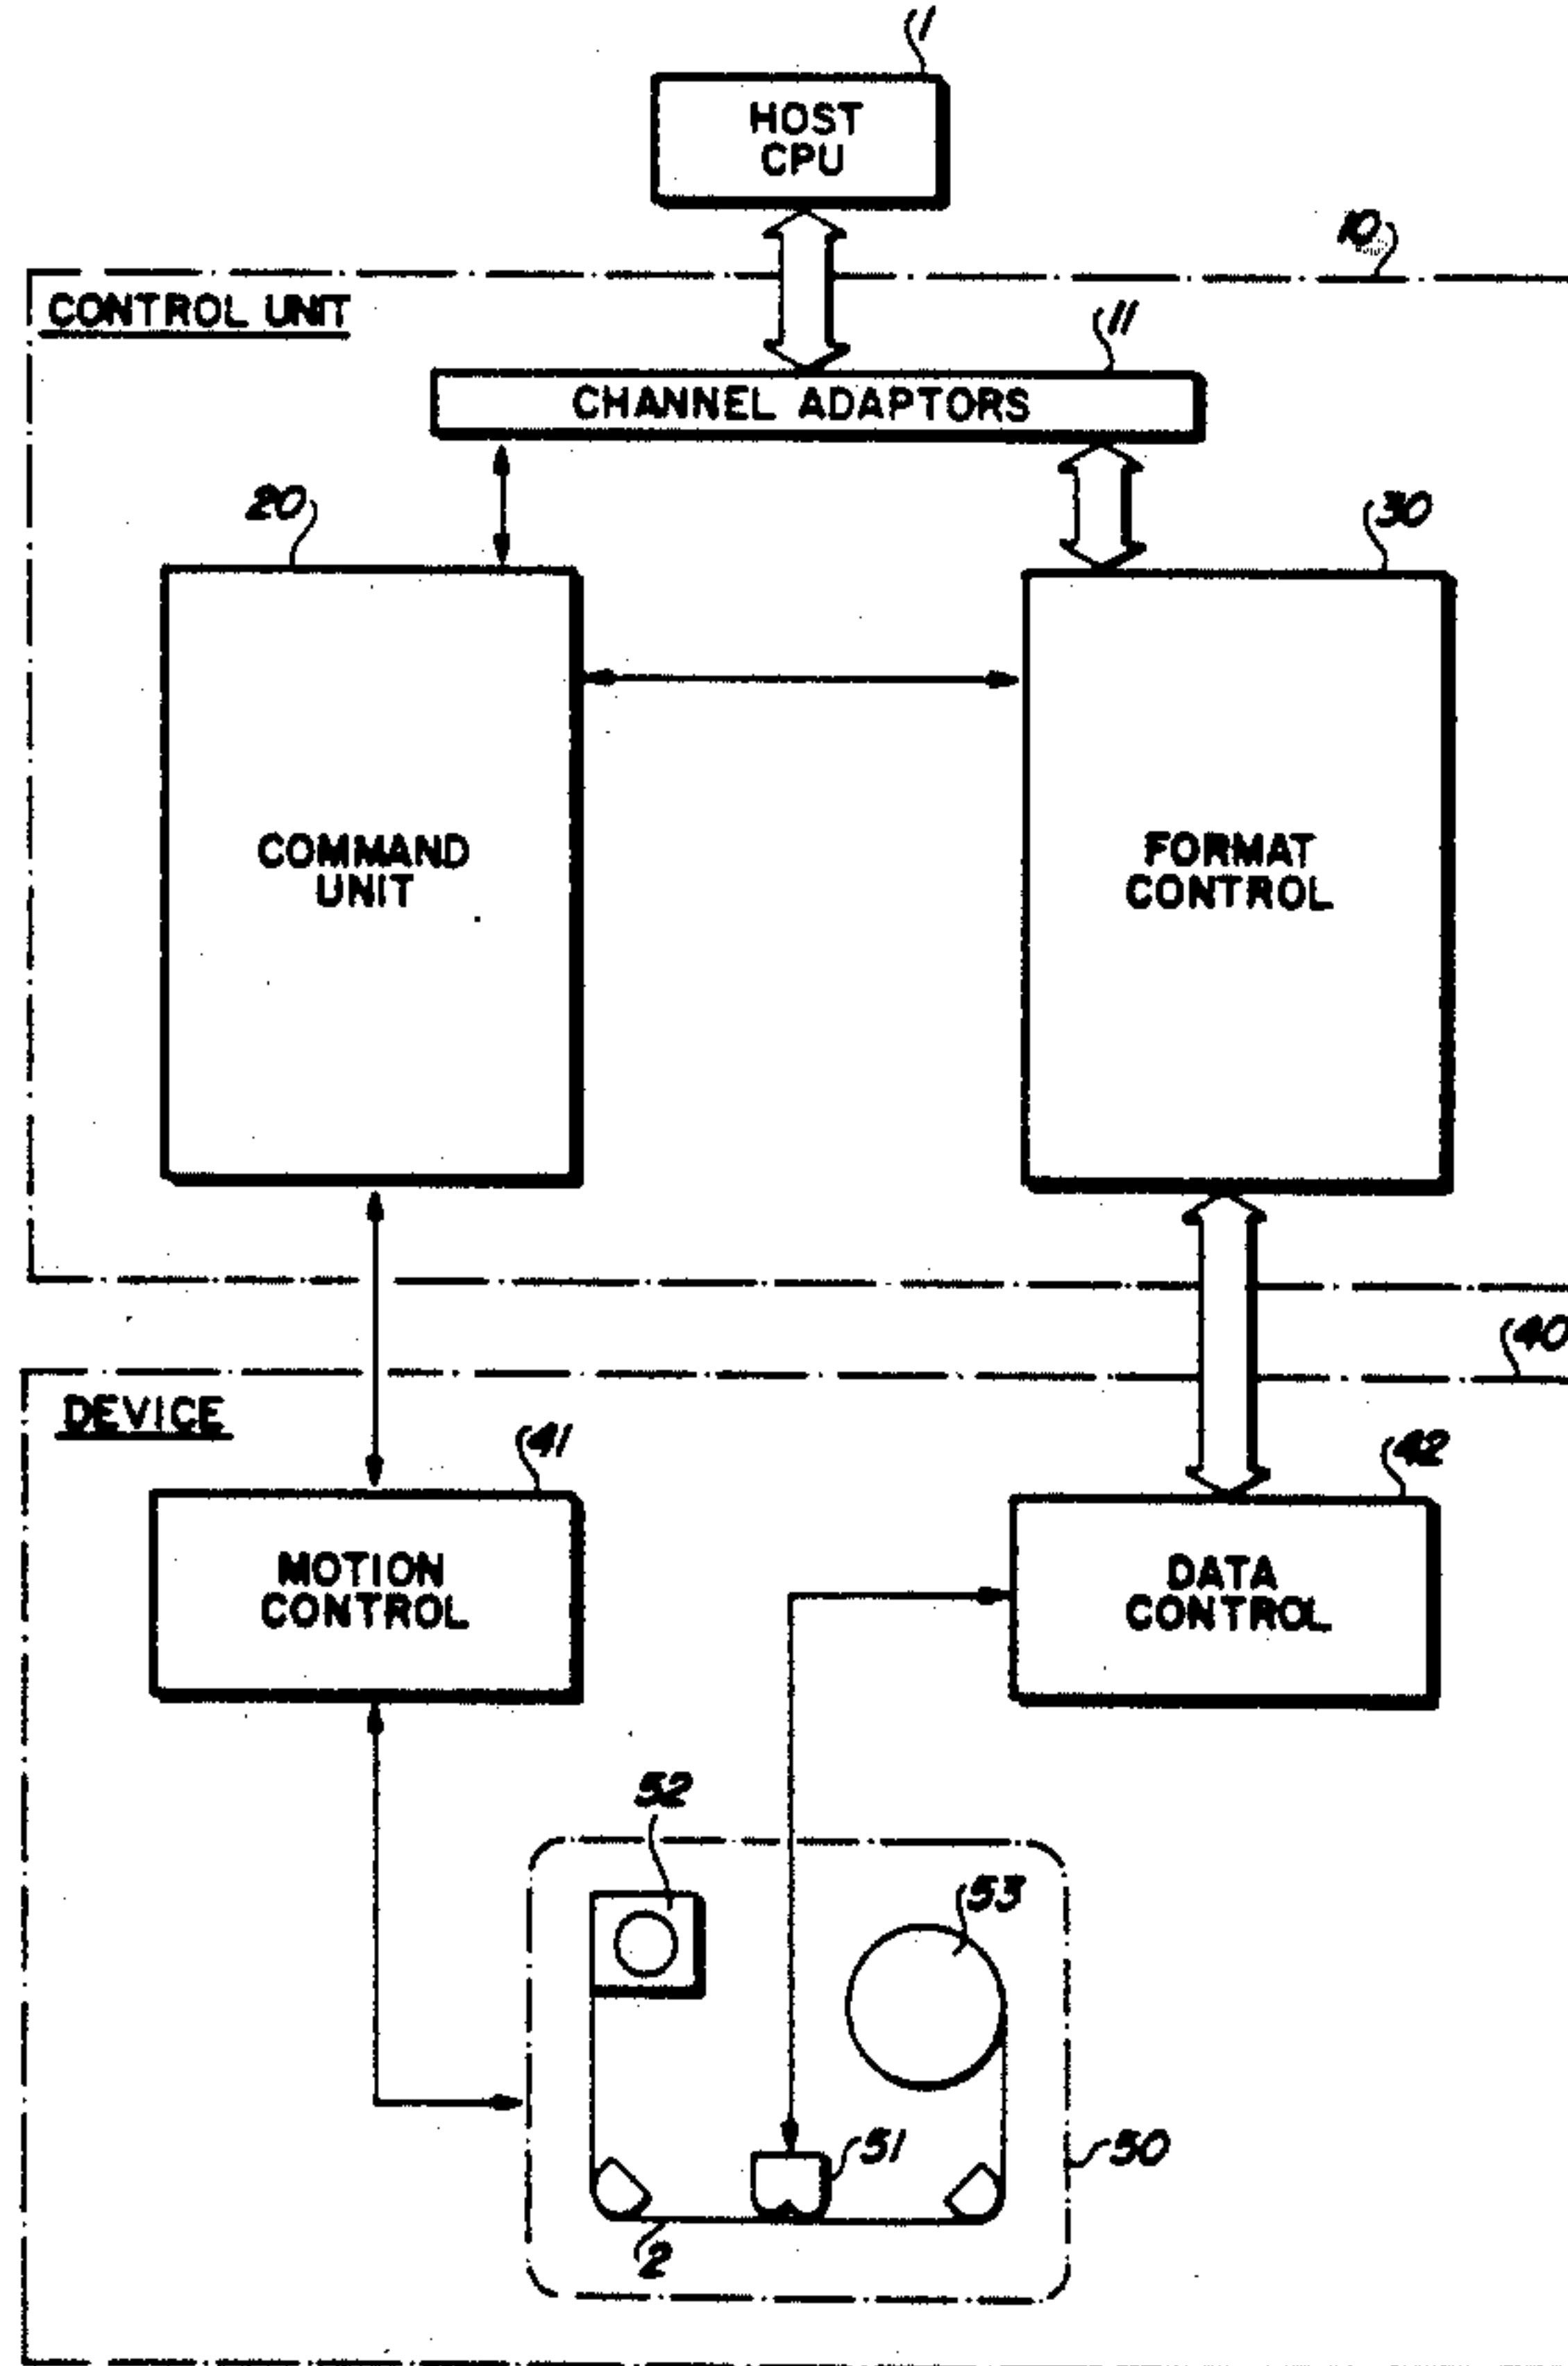 1
HOST
CPU
10
CONTROL UNIT
11
CHANNEL ADAPTORS
20
30
COMMAND
UNIT
FORMAT
CONTROL
40
DEVICE
41
42
MOTION
CONTROL
DATA
CONTROL
52
53
51
50
2